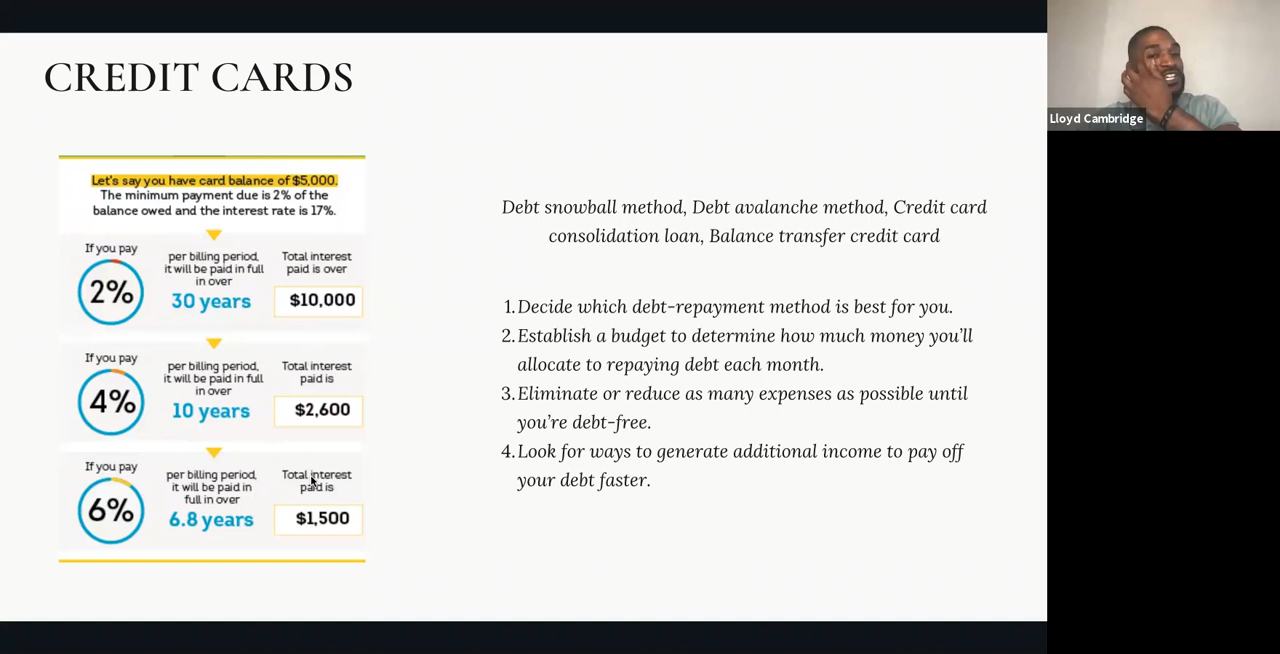 CREDIT CARDS
Let's say you have card balance of $5,000.
The minimum payment due is 2% of the
balance owed and the interest rate is 17%.
If you pay
2%
per billing period,
it will be paid in full
in over
30 years
Total interest
paid is over
$10,000
If you pay
4%
per billing period,
it will be paid in full
in over
10 years
Total interest
paid is
$2,600
If you pay
6%
per billing period,
it will be paid in
full in over
6.8 years
Total interest
paid is
$1,500
Debt snowball method, Debt avalanche method, Credit card
consolidation loan, Balance transfer credit card
1. Decide which debt-repayment method is best for you.
2. Establish a budget to determine how much money you'll
allocate to repaying debt each month.
3. Eliminate or reduce as many expenses as possible until
you're debt-free.
4. Look for ways to generate additional income to pay off
your debt faster.
Lloyd Cambridge